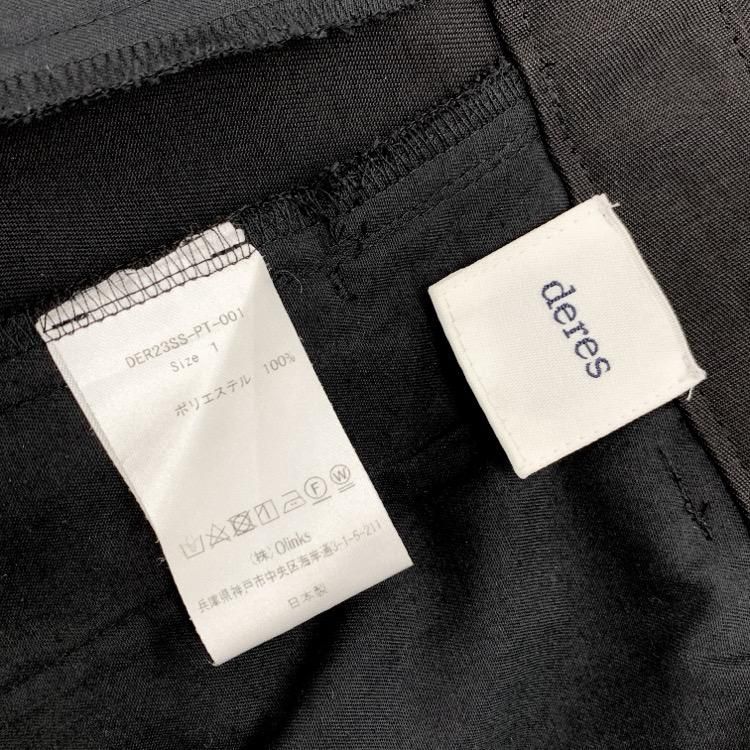 DER23SS-PT-001
Size 1
ポリエステル 100%
(株)Olinks
兵庫県神戸市中央区海岸通3-1-5-211
日本製
deres